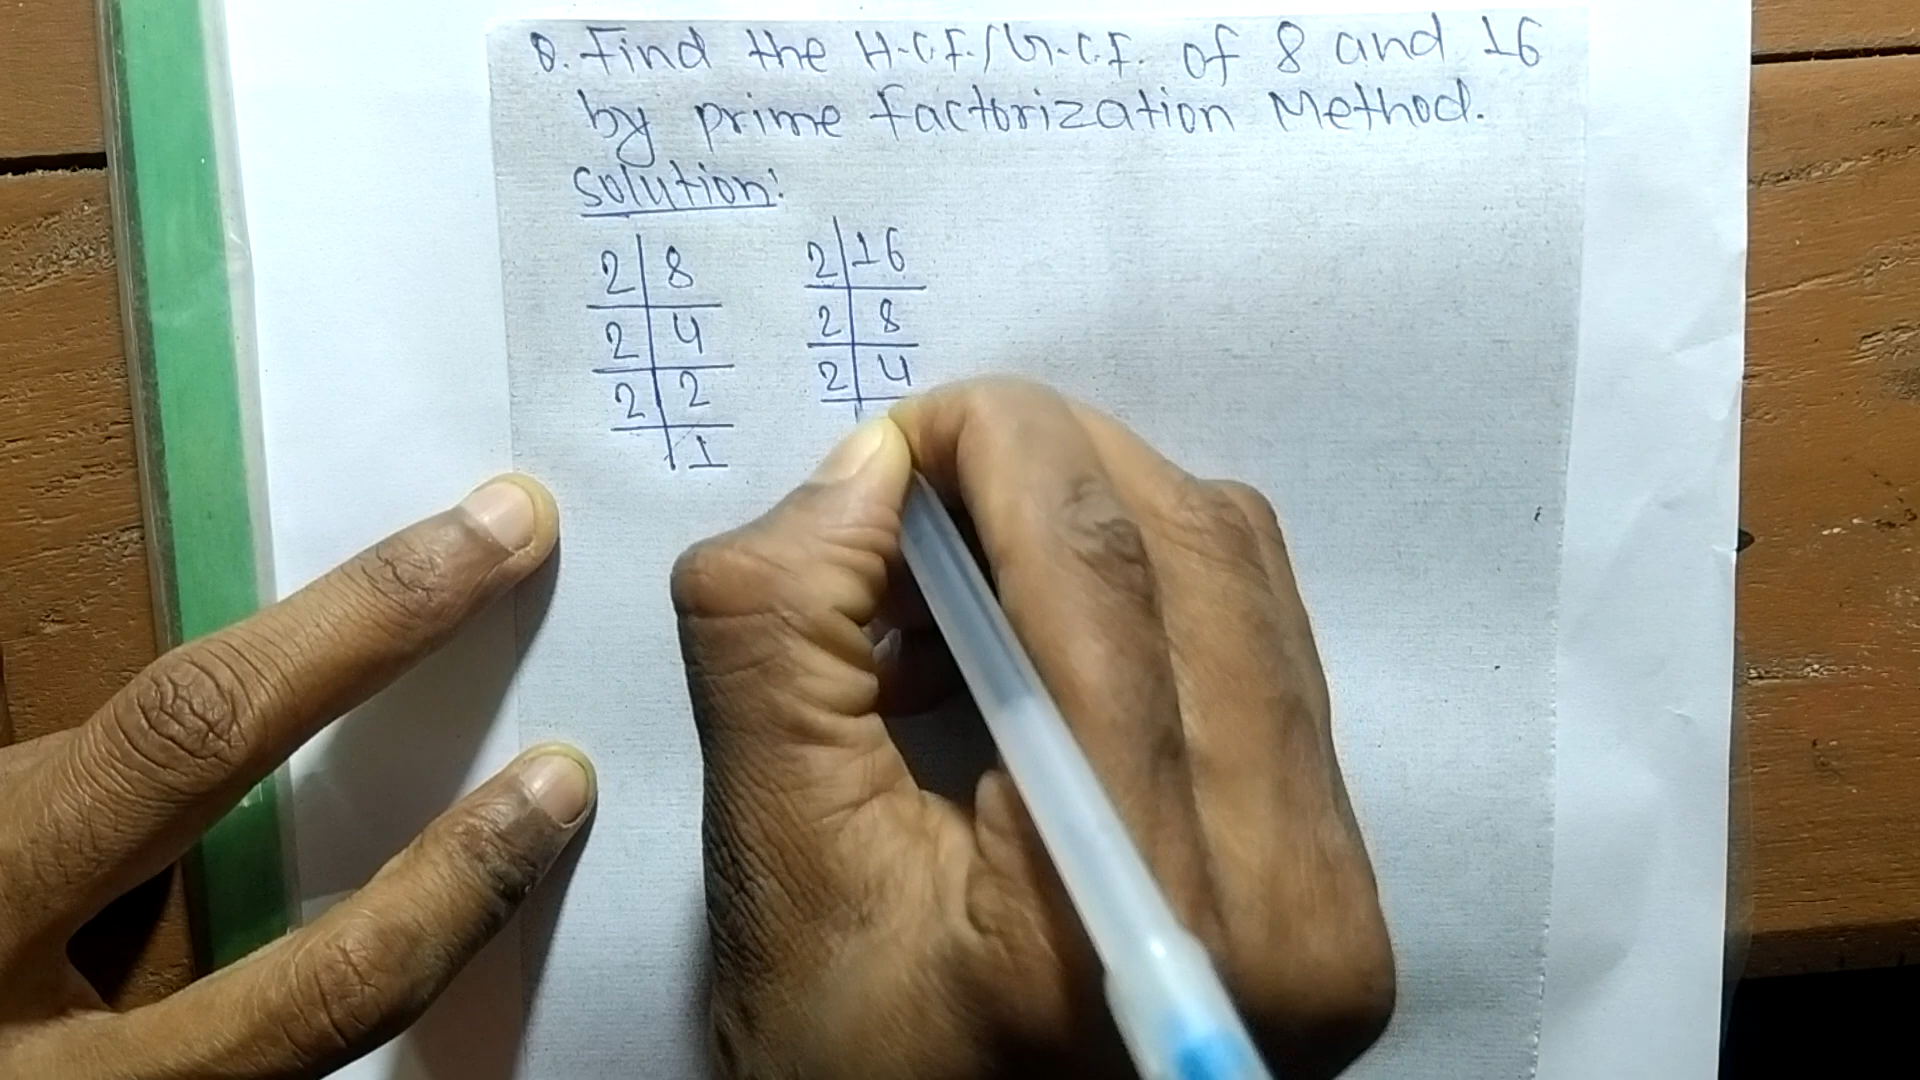 Q. Find the H.C.F./G.C.F. of 8 and 16
by prime factorization Method.
Solution:
2 8
2 4
2 2
1
2 16
2 8
2 4